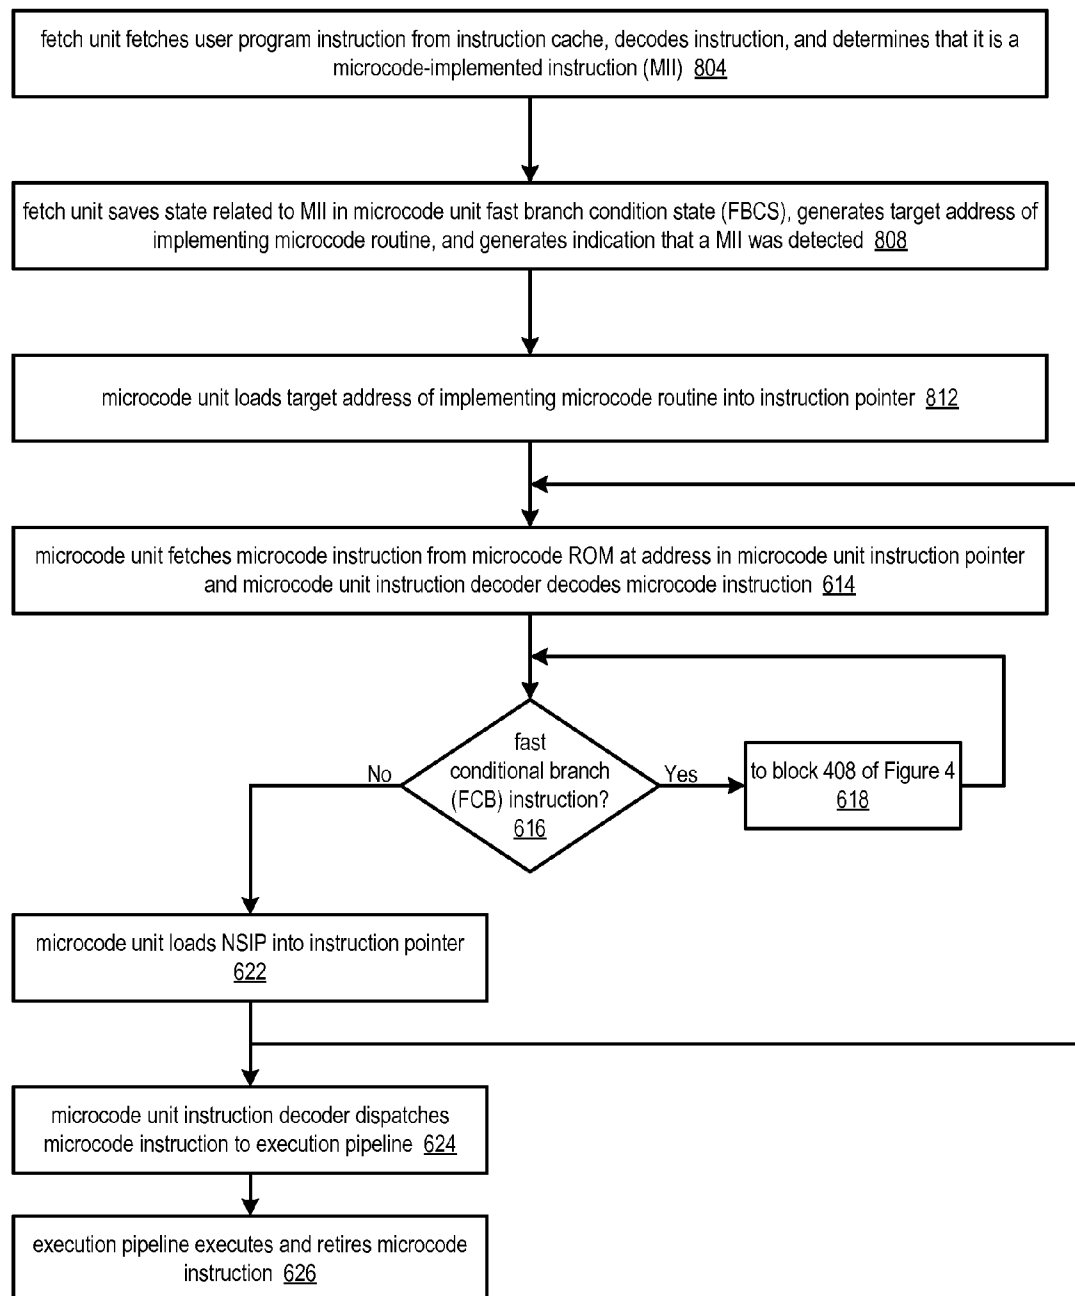 fetch unit fetches user program instruction from instruction cache, decodes instruction, and determines that it is a
microcode-implemented instruction (MII) 804
fetch unit saves state related to MII in microcode unit fast branch condition state (FBCS), generates target address of
implementing microcode routine, and generates indication that a MII was detected 808
microcode unit loads target address of implementing microcode routine into instruction pointer 812
microcode unit fetches microcode instruction from microcode ROM at address in microcode unit instruction pointer
and microcode unit instruction decoder decodes microcode instruction 614
fast
conditional branch
(FCB) instruction?
616
No
Yes
to block 408 of Figure 4
618
microcode unit loads NSIP into instruction pointer
622
microcode unit instruction decoder dispatches
microcode instruction to execution pipeline 624
execution pipeline executes and retires microcode
instruction 626